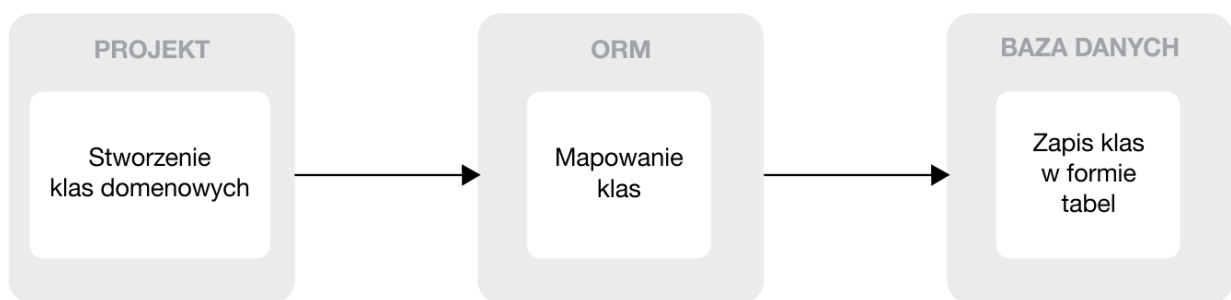 PROJEKT
Stworzenie
klas domenowych
ORM
Mapowanie
klas
BAZA DANYCH
Zapis klas
w formie
tabel